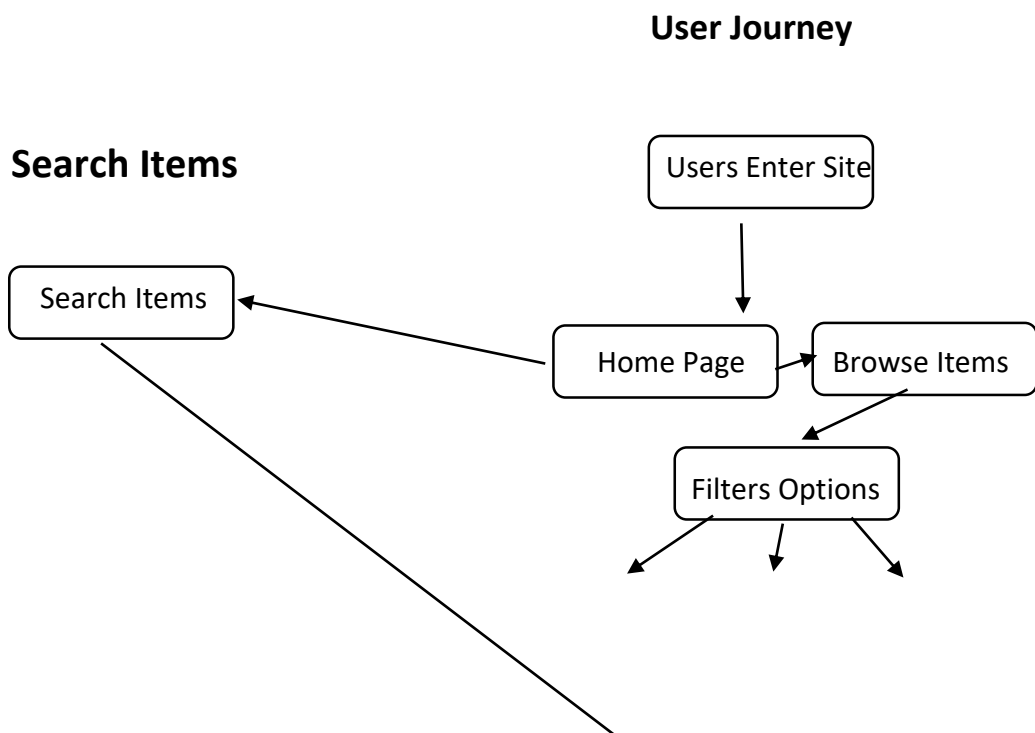 User Journey
Search Items
Users Enter Site
Search Items
Home Page
Browse Items
Filters Options